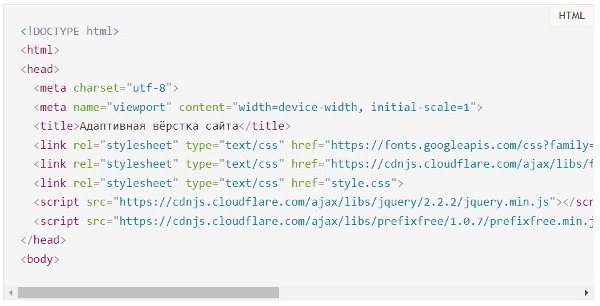 HTML
<!DOCTYPE html>
<html>
<head>
<meta charset="utf-8">
<meta name="viewport" content="width=device-width, initial-scale=1">
<title>Адаптивная вёрстка сайта</title>
<link rel="stylesheet" type="text/css" href="https://fonts.googleapis.com/css?family=
<link rel="stylesheet" type="text/css" href="https://cdnjs.cloudflare.com/ajax/libs/f
<link rel="stylesheet" type="text/css" href="style.css">
<script src="https://cdnjs.cloudflare.com/ajax/libs/jquery/2.2.2/jquery.min.js"></scr
<script src="https://cdnjs.cloudflare.com/ajax/libs/prefixfree/1.0.7/prefixfree.min.j
</head>
<body>